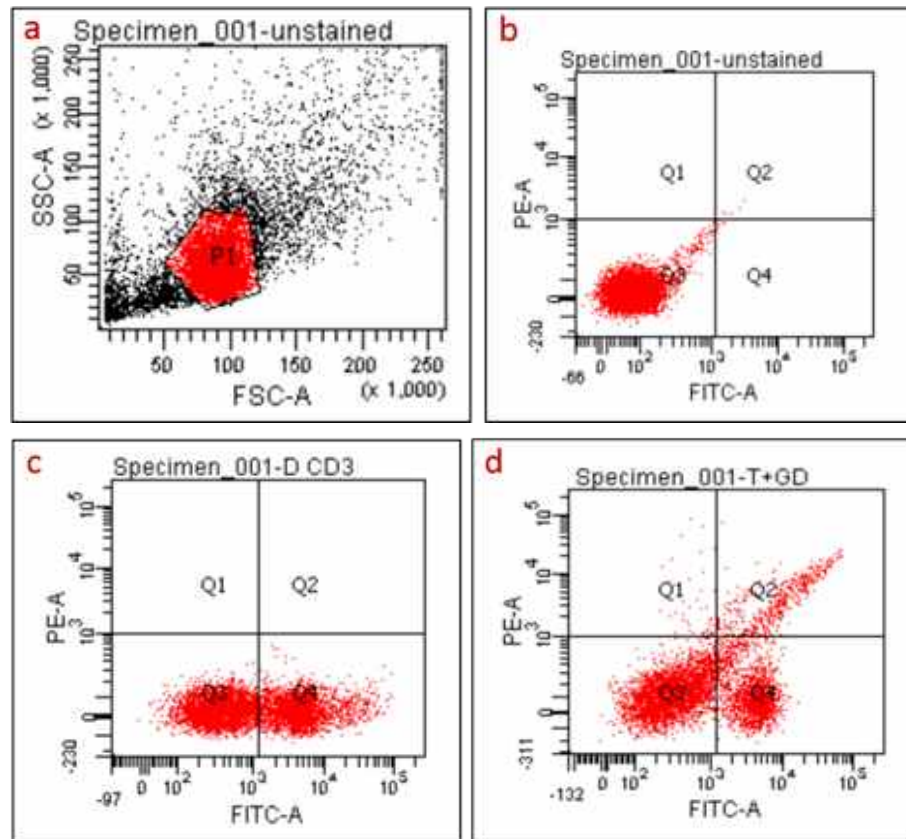 a
Specimen_001-unstained
SSC-A (x 1,000)
250
200
150
100
50
P1
50 100 150 200 250
FSC-A (x 1,000)
b
Specimen_001-unstained
PE-A
10^5
10^4
10^3
0
-230
Q1 Q2
Q3 Q4
-66 0 10^2 10^3 10^4 10^5
FITC-A
c
Specimen_001-D CD3
PE-A
10^5
10^4
10^3
0
-230
Q1 Q2
Q3 Q4
-97 0 10^2 10^3 10^4 10^5
FITC-A
d
Specimen_001-T+GD
PE-A
10^5
10^4
10^3
0
-311
Q1 Q2
Q3 Q4
-132 0 10^2 10^3 10^4 10^5
FITC-A